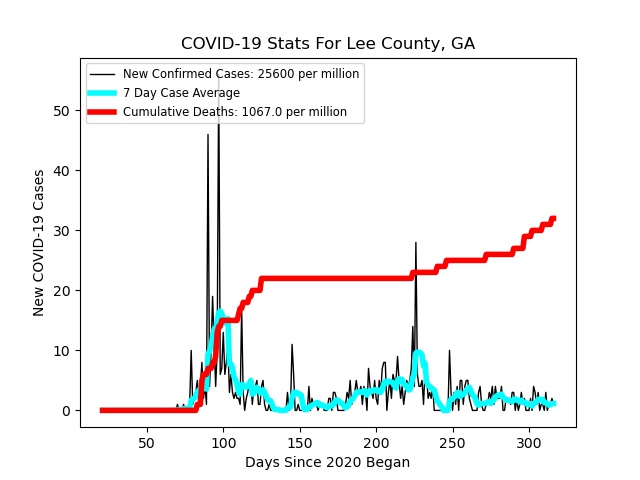 COVID-19 Stats For Lee County, GA
New Confirmed Cases: 25600 per million
7 Day Case Average
Cumulative Deaths: 1067.0 per million
New COVID-19 Cases
50
40
30
20
10
0
50 100 150 200 250 300
Days Since 2020 Began